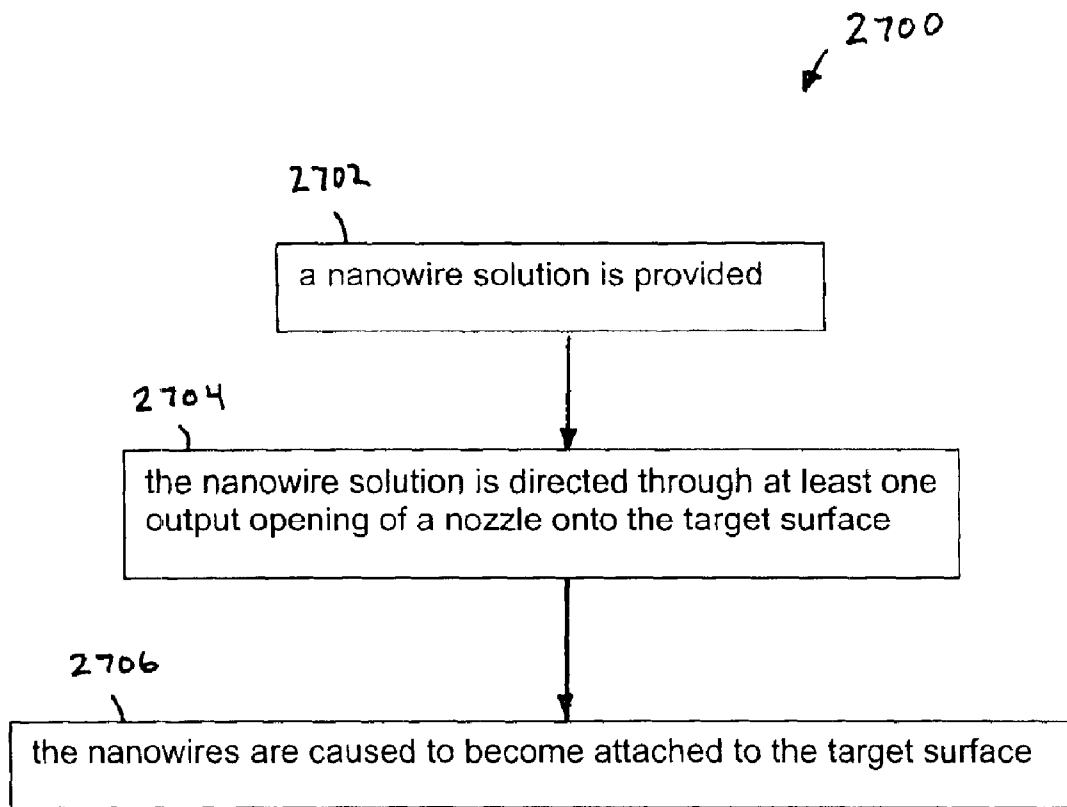 2700
2702
a nanowire solution is provided
2704
the nanowire solution is directed through at least one
output opening of a nozzle onto the target surface
2706
the nanowires are caused to become attached to the target surface